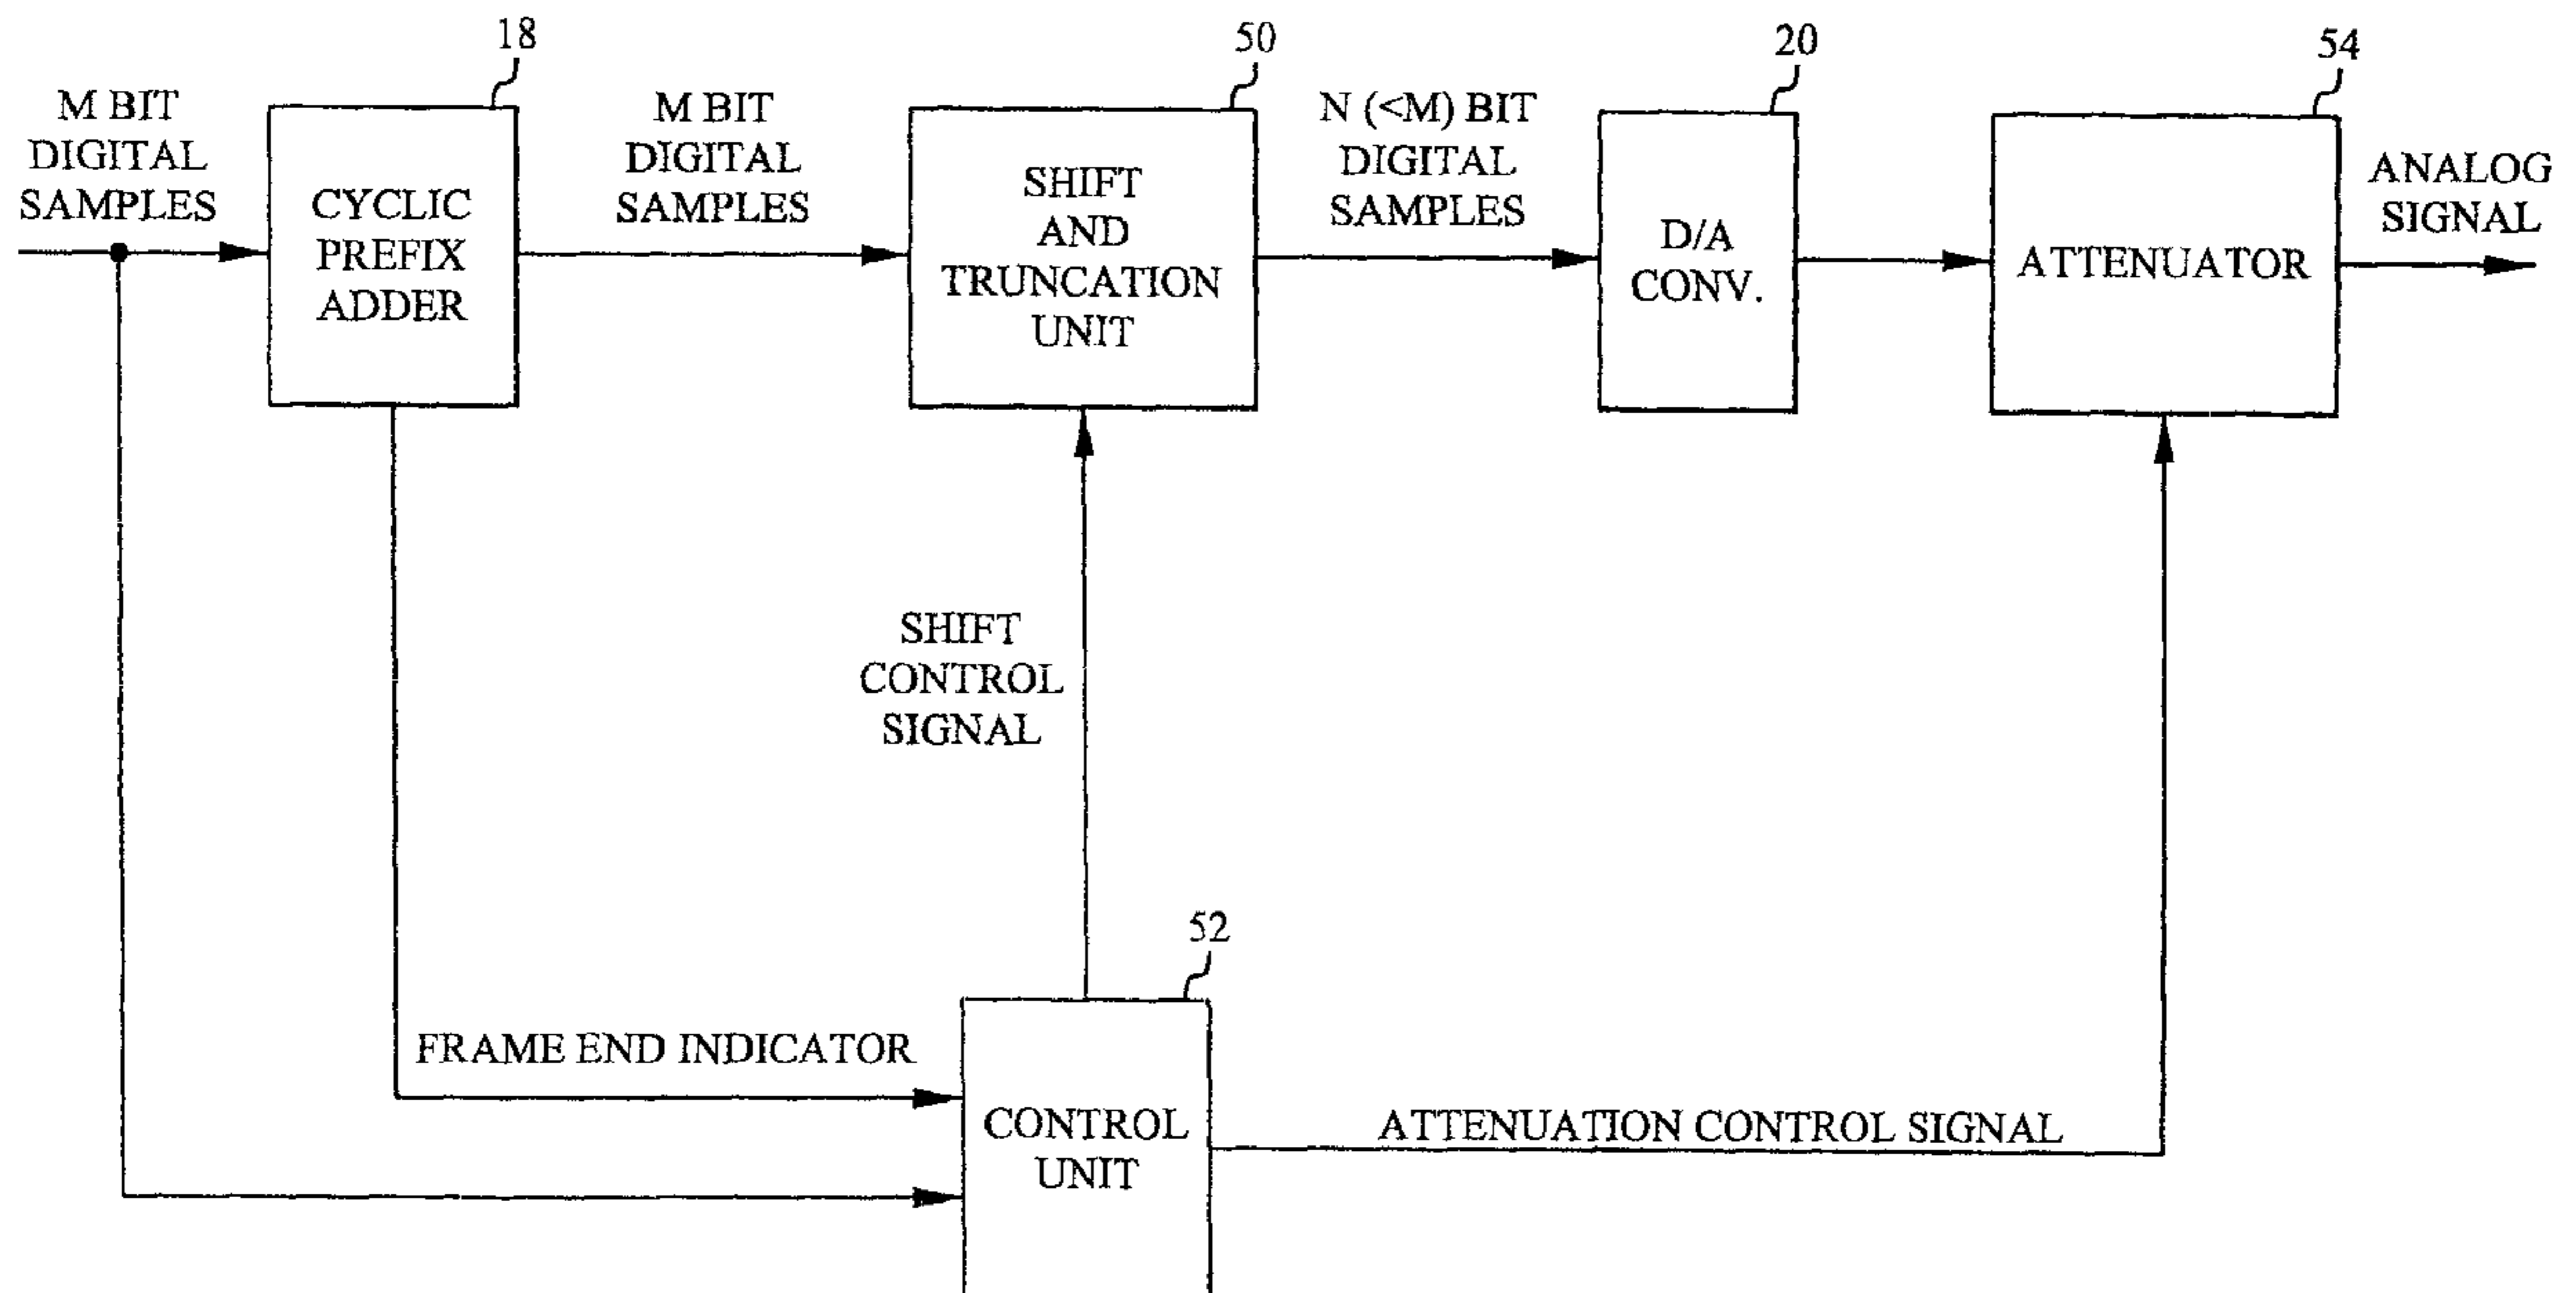 18
50
20
54
M BIT
DIGITAL
SAMPLES
CYCLIC
PREFIX
ADDER
M BIT
DIGITAL
SAMPLES
SHIFT
AND
TRUNCATION
UNIT
N (<M) BIT
DIGITAL
SAMPLES
D/A
CONV.
ATTENUATOR
ANALOG
SIGNAL
SHIFT
CONTROL
SIGNAL
52
FRAME END INDICATOR
CONTROL
UNIT
ATTENUATION CONTROL SIGNAL